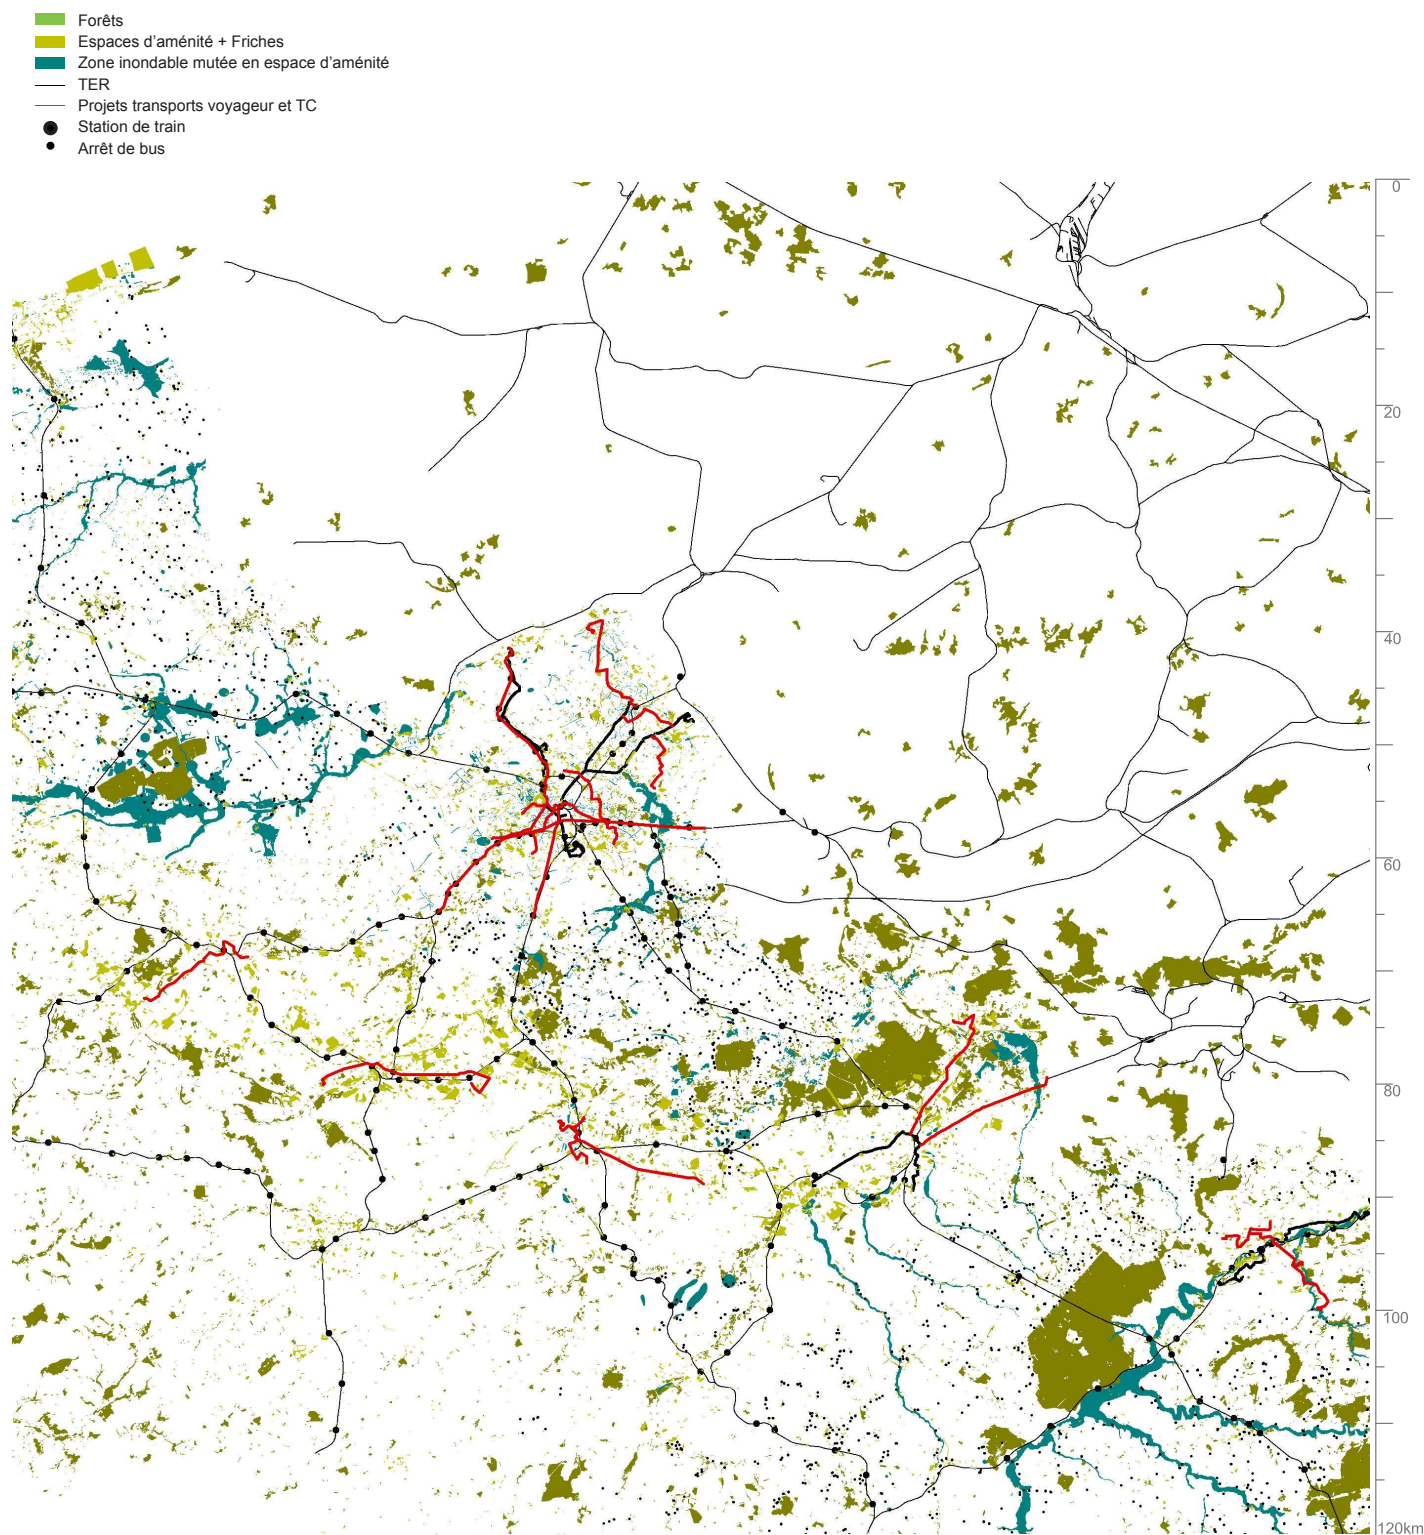 Forêts
Espaces d'aménité + Friches
Zone inondable mutée en espace d'aménité
TER
Projets transports voyageur et TC
Station de train
Arrêt de bus
0
20
40
60
80
100
120km